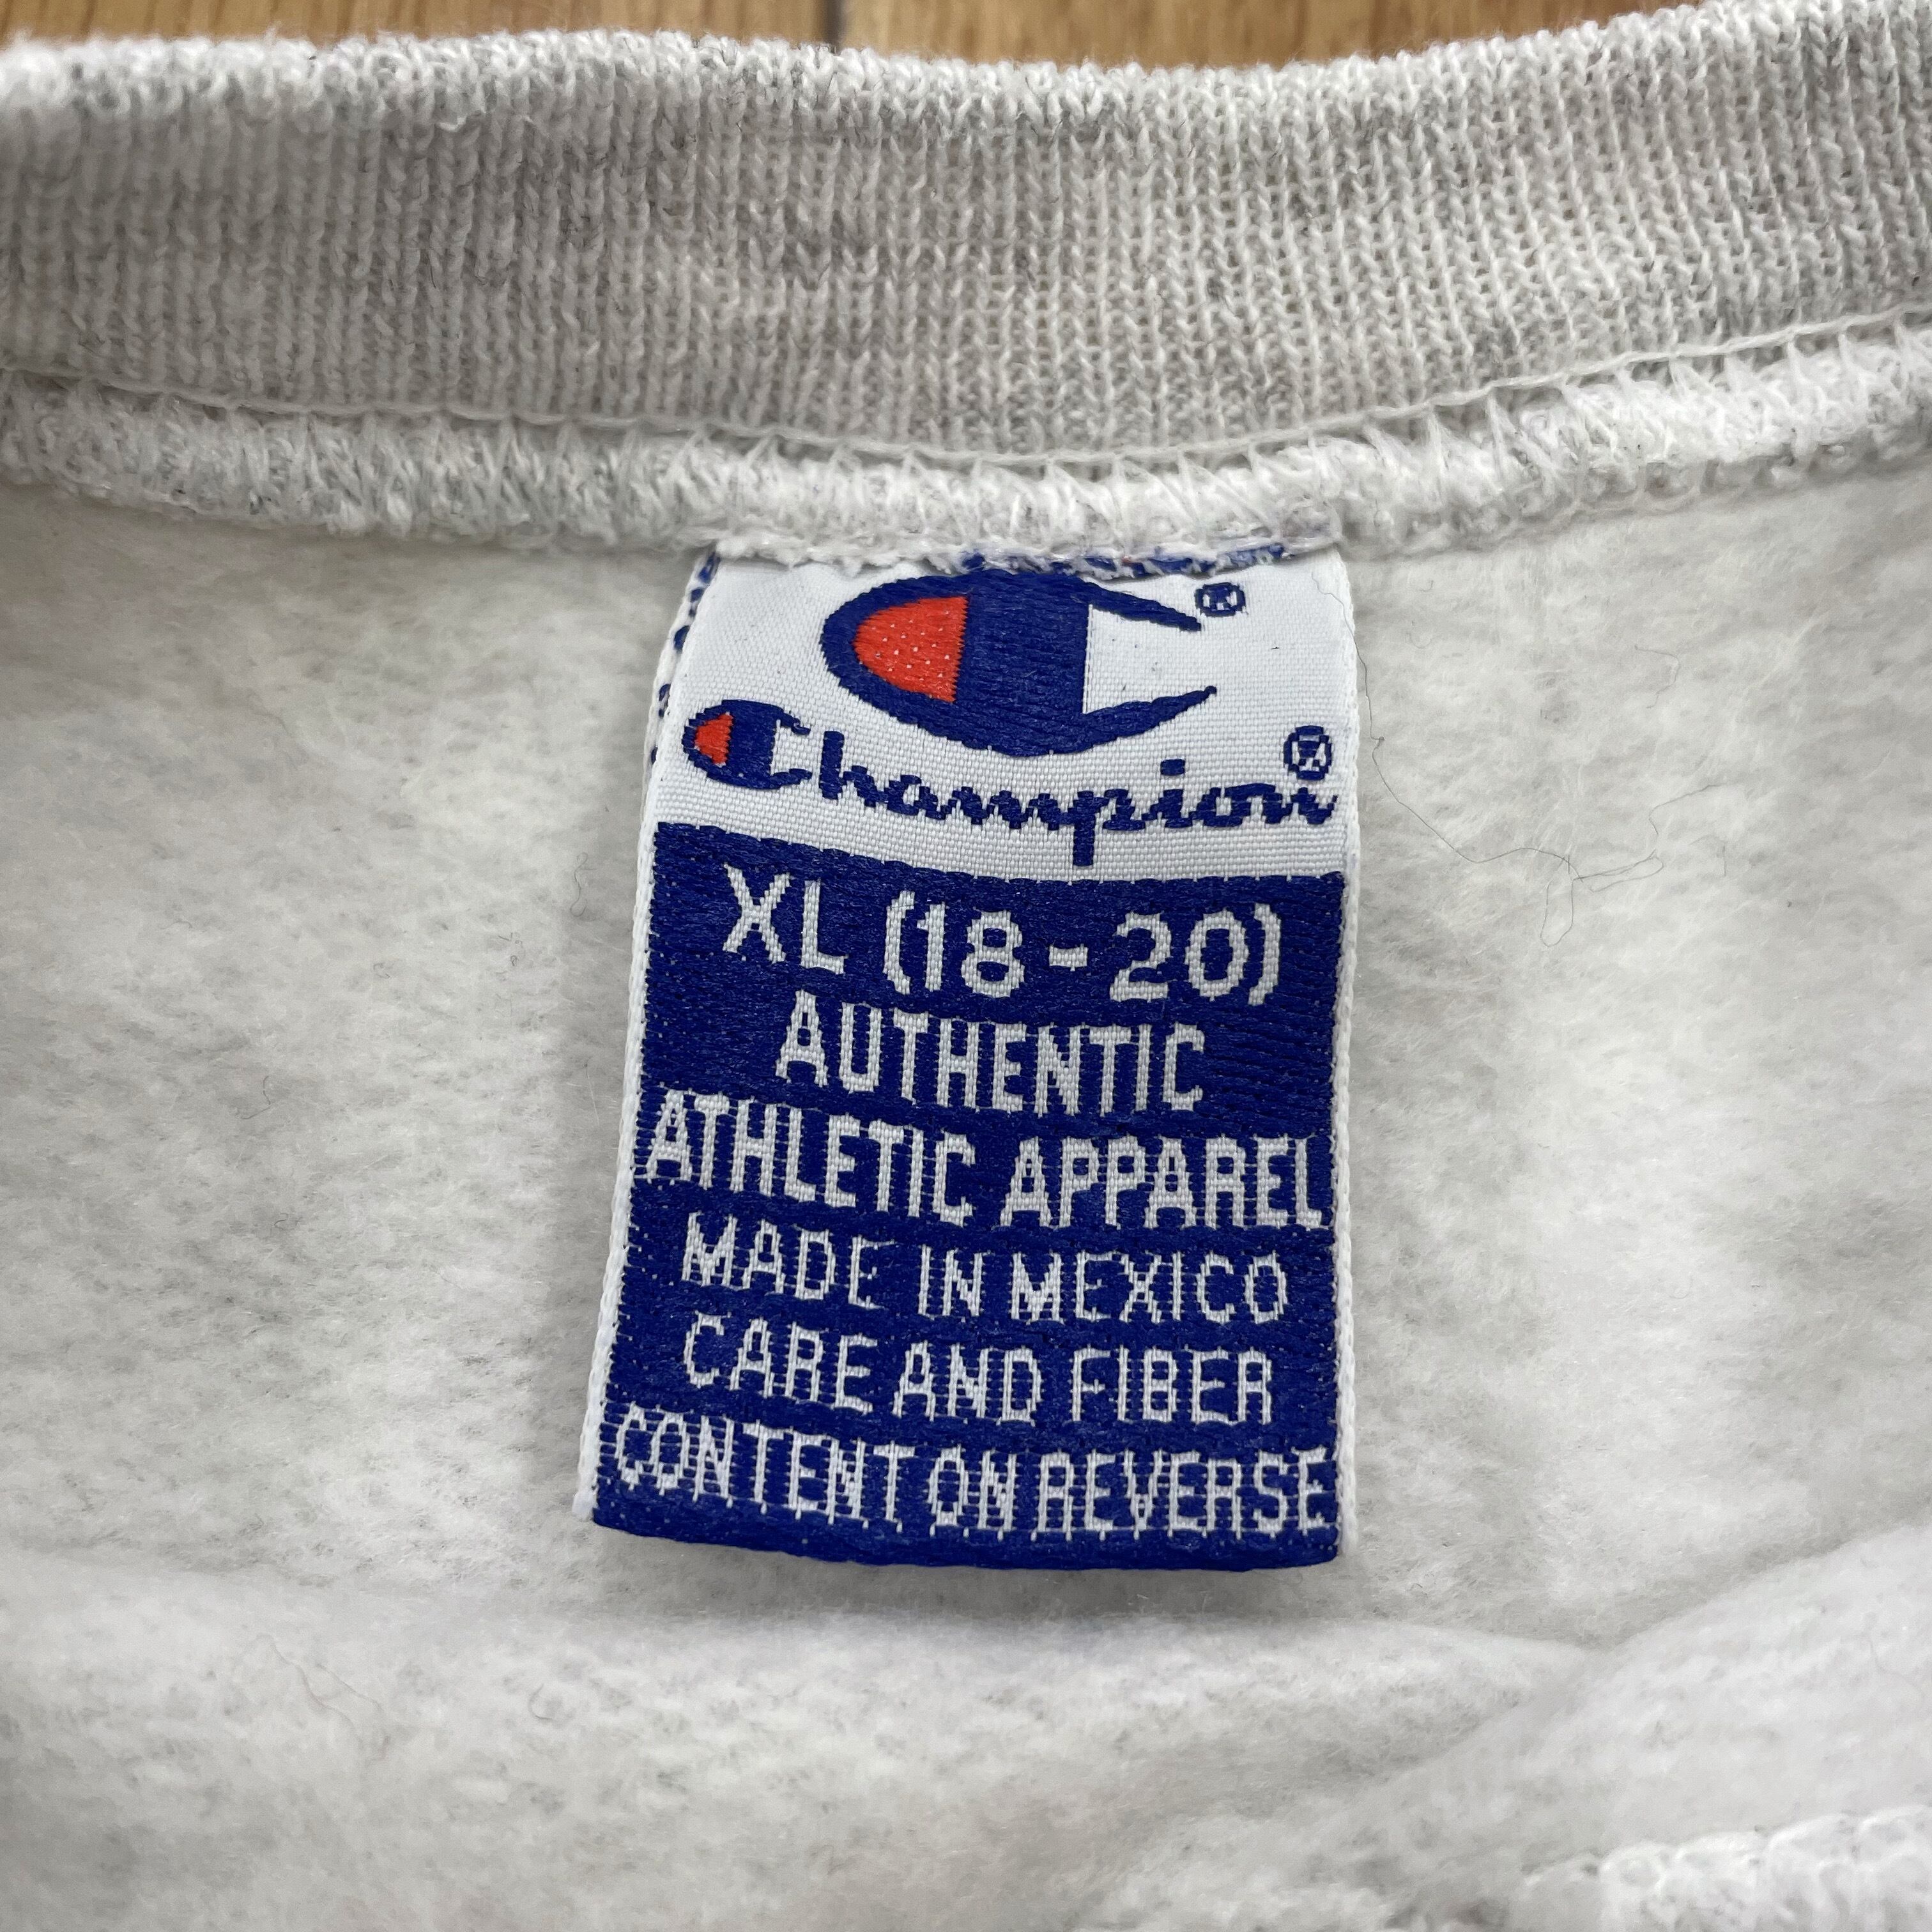 ®
Champion®
XL (18-20)
AUTHENTIC
ATHLETIC APPAREL
MADE IN MEXICO
CARE AND FIBER
CONTENT ON REVERSE